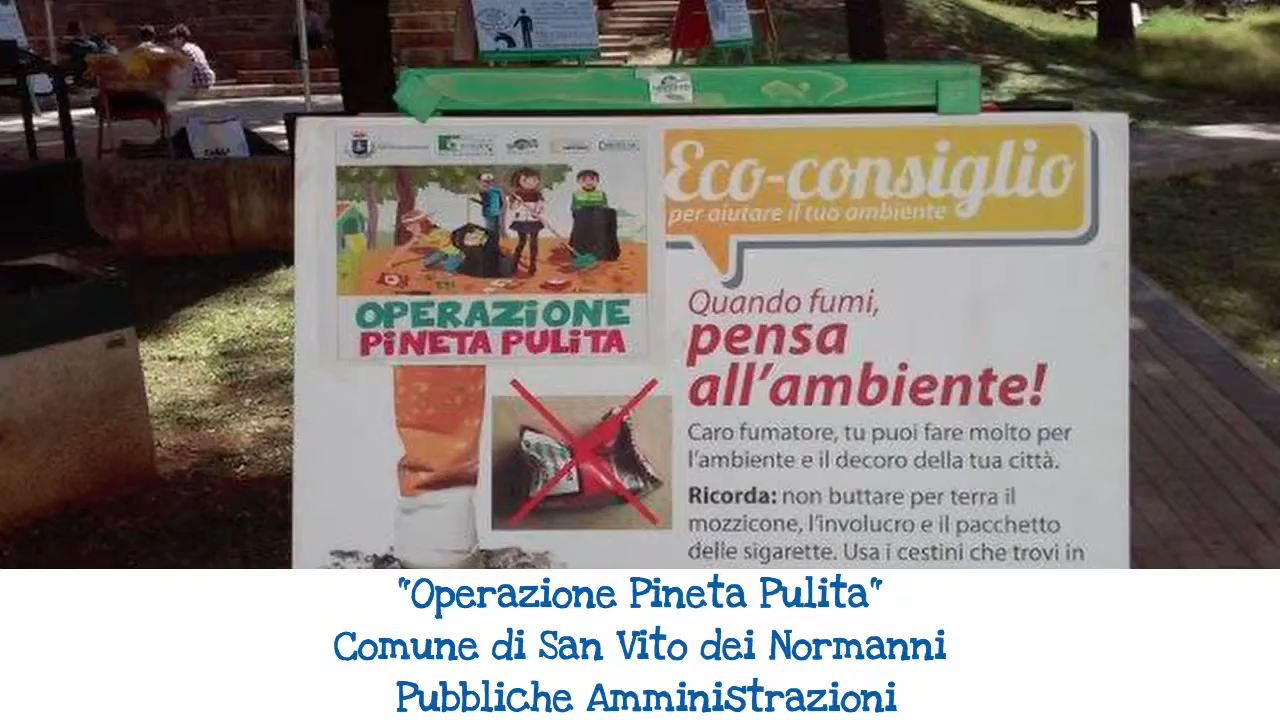 Eco-consiglio
per aiutare il tuo ambiente
OPERAZIONE
PINETA PULITA
Quando fumi,
pensa
all'ambiente!
Caro fumatore, tu puoi fare molto per
l'ambiente e il decoro della tua città.
Ricorda: non buttare per terra il
mozzicone, l'involucro e il pacchetto
delle sigarette. Usa i cestini che trovi in
"Operazione Pineta Pulita"
Comune di San Vito dei Normanni
Pubbliche Amministrazioni